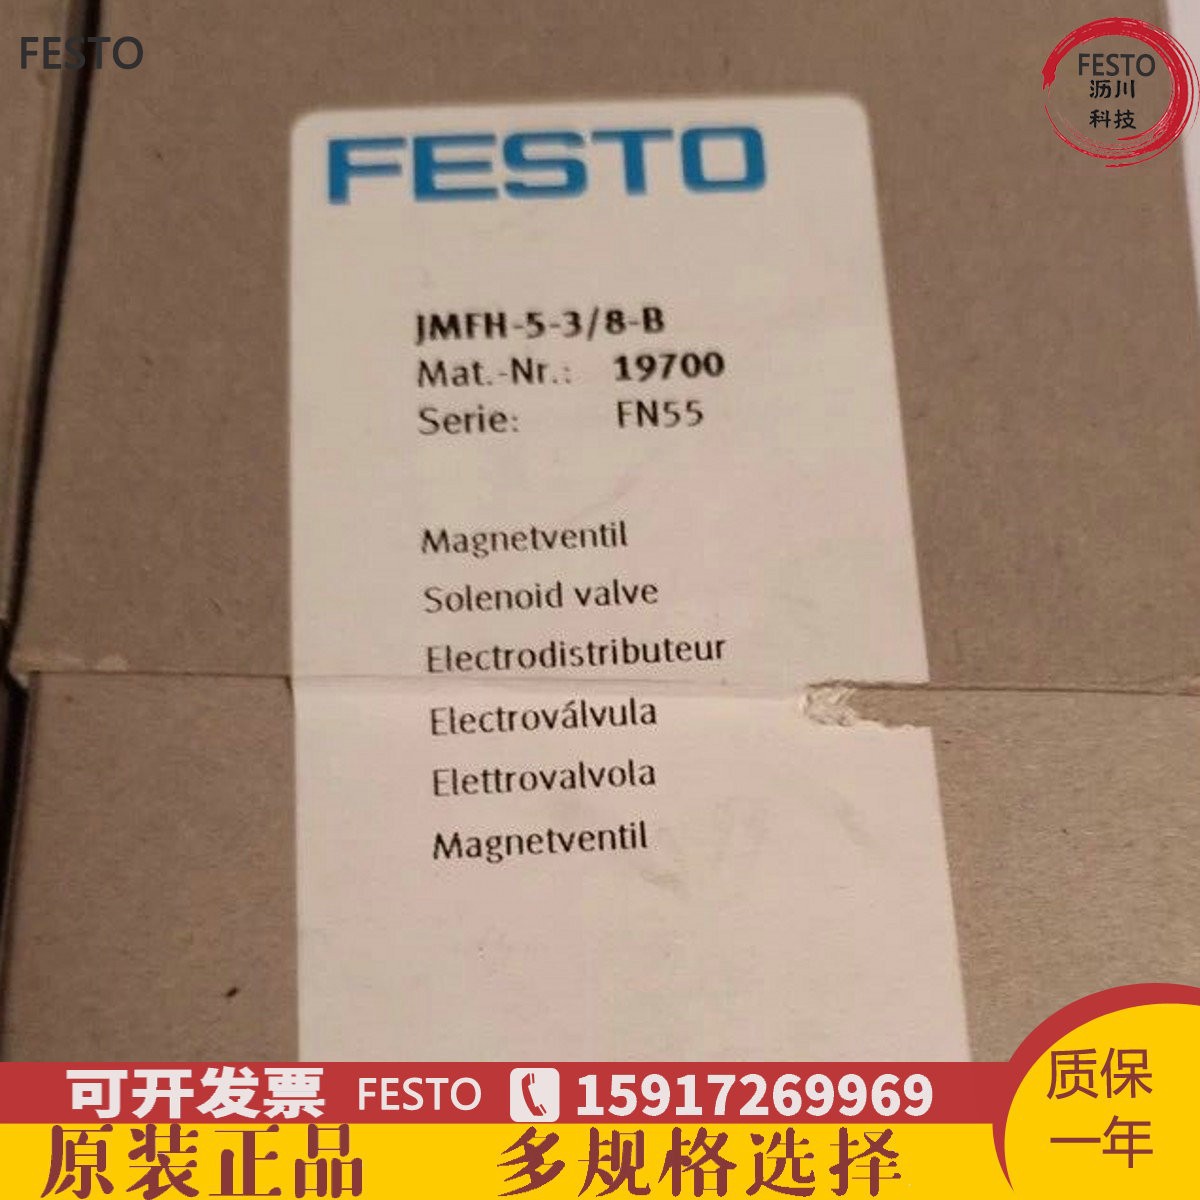 FESTO
FESTO
沥川
科技
FESTO
JMFH-5-3/8-B
Mat.-Nr.: 19700
Serie: FN55
Magnetventil
Solenoid valve
Electrodistributeur
Electroválvula
Elettrovalvola
Magnetventil
可开发票 FESTO 15917269969
原装正品 多规格选择
质保
一年